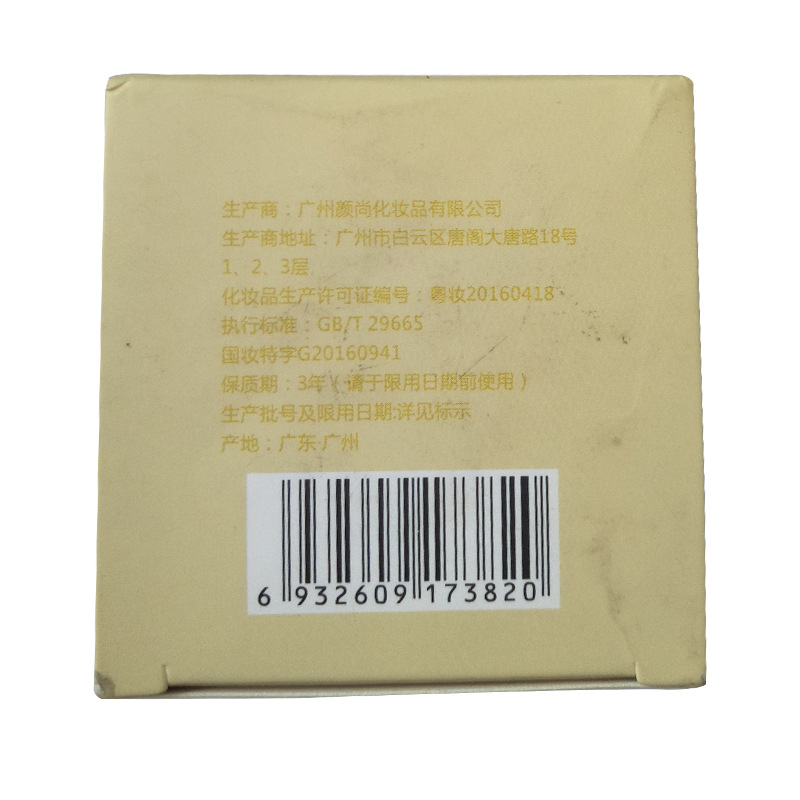 生产商：广州颜尚化妆品有限公司
生产商地址：广州市白云区唐阁大唐路18号
1、2、3层
化妆品生产许可证编号：粤妆20160418
执行标准：GB/T 29665
国妆特字G20160941
保质期：3年（请于限用日期前使用）
生产批号及限用日期:详见标示
产地：广东·广州
6 932609 173820